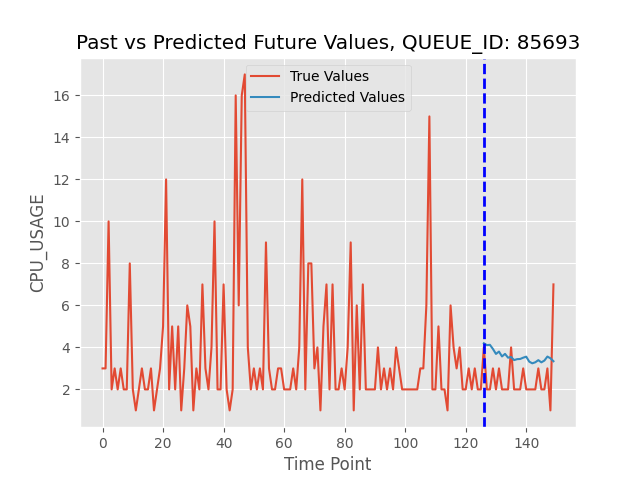 Past vs Predicted Future Values, QUEUE_ID: 85693
True Values
Predicted Values
CPU_USAGE
16
14
12
10
8
6
4
2
0 20 40 60 80 100 120 140
Time Point